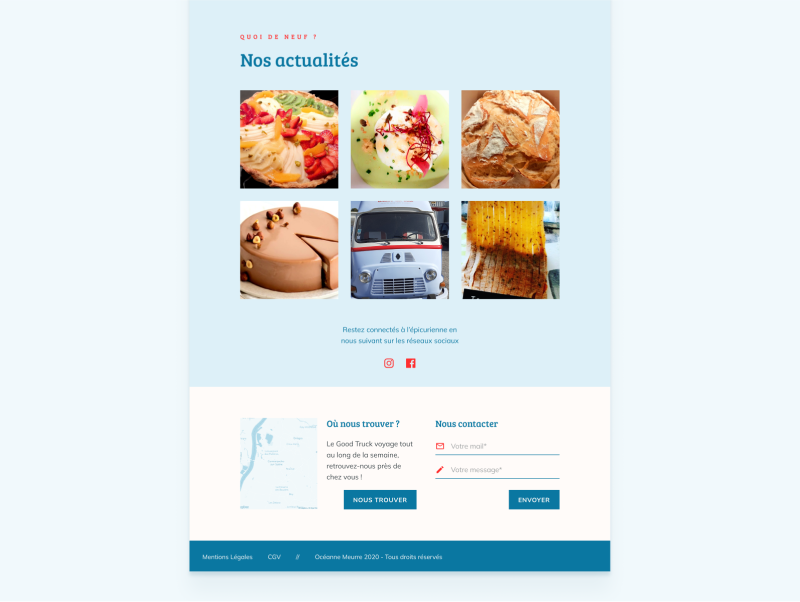 QUOI DE NEUF ?
Nos actualités
Restez connectés à l'épicurienne en
nous suivant sur les réseaux sociaux
Où nous trouver ?
Le Good Truck voyage tout
au long de la semaine,
retrouvez-nous près de
chez vous !
NOUS TROUVER
Nous contacter
Votre mail*
Votre message*
ENVOYER
Mentions Légales CGV // Océanne Meurre 2020 - Tous droits réservés